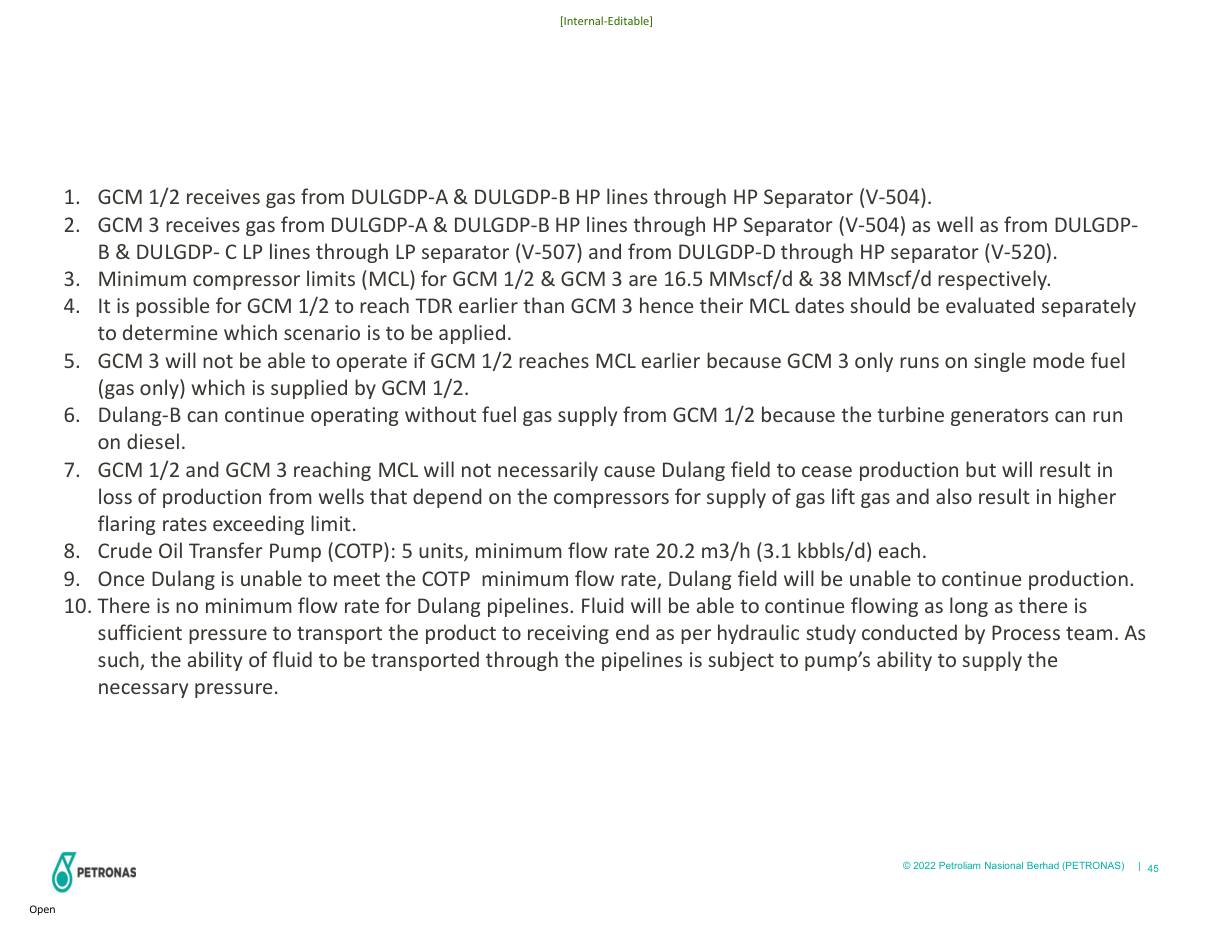 [Internal-Editable]
1. GCM 1/2 receives gas from DULGDP-A & DULGDP-B HP lines through HP Separator (V-504).
2. GCM 3 receives gas from DULGDP-A & DULGDP-B HP lines through HP Separator (V-504) as well as from DULGDP-
B & DULGDP- C LP lines through LP separator (V-507) and from DULGDP-D through HP separator (V-520).
3. Minimum compressor limits (MCL) for GCM 1/2 & GCM 3 are 16.5 MMscf/d & 38 MMscf/d respectively.
4. It is possible for GCM 1/2 to reach TDR earlier than GCM 3 hence their MCL dates should be evaluated separately
to determine which scenario is to be applied.
5. GCM 3 will not be able to operate if GCM 1/2 reaches MCL earlier because GCM 3 only runs on single mode fuel
(gas only) which is supplied by GCM 1/2.
6. Dulang-B can continue operating without fuel gas supply from GCM 1/2 because the turbine generators can run
on diesel.
7. GCM 1/2 and GCM 3 reaching MCL will not necessarily cause Dulang field to cease production but will result in
loss of production from wells that depend on the compressors for supply of gas lift gas and also result in higher
flaring rates exceeding limit.
8. Crude Oil Transfer Pump (COTP): 5 units, minimum flow rate 20.2 m3/h (3.1 kbbls/d) each.
9. Once Dulang is unable to meet the COTP  minimum flow rate, Dulang field will be unable to continue production.
10. There is no minimum flow rate for Dulang pipelines. Fluid will be able to continue flowing as long as there is
sufficient pressure to transport the product to receiving end as per hydraulic study conducted by Process team. As
such, the ability of fluid to be transported through the pipelines is subject to pump’s ability to supply the
necessary pressure.
PETRONAS
© 2022 Petroliam Nasional Berhad (PETRONAS) | 45
Open